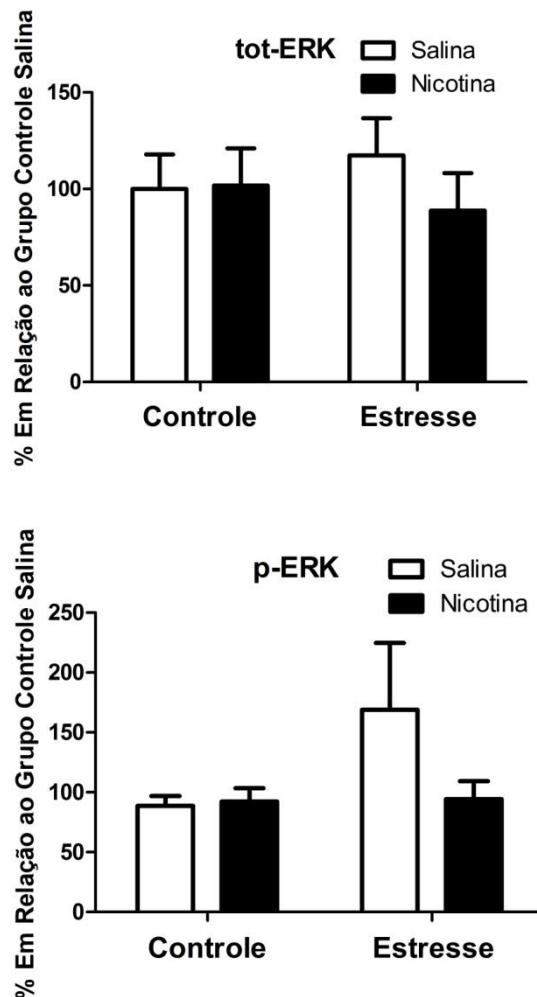 tot-ERK
Salina
Nicotina
% Em Relação ao Grupo Controle Salina
150
100
50
0
Controle Estresse
p-ERK
Salina
Nicotina
% Em Relação ao Grupo Controle Salina
250
200
150
100
50
0
Controle Estresse